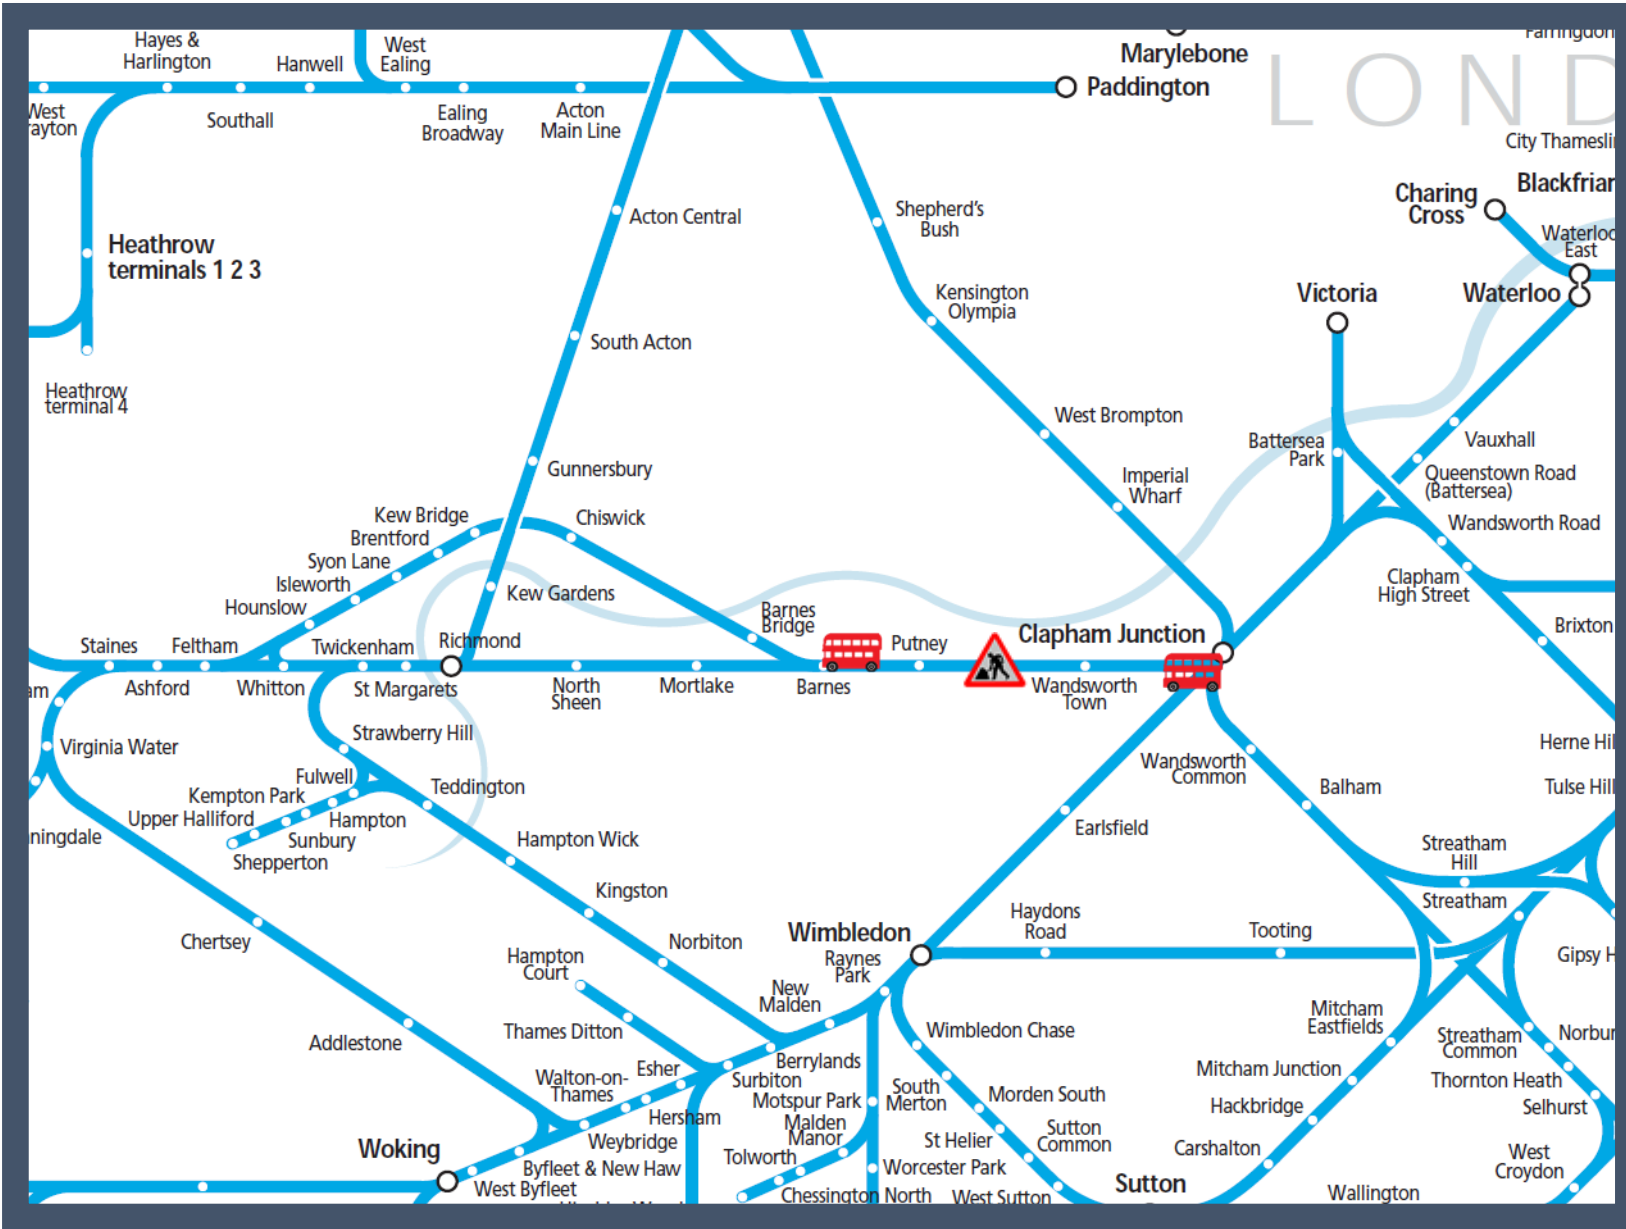 Hayes &
Harlington
Hanwell
West
Ealing
Marylebone
Paddington
LOND
West
Southall
Ealing
Broadway
Acton
Main Line
City Thamesli
Charing
Cross
Blackfriar
Acton Central
Shepherd's
Bush
Waterloo
East
Heathrow
terminals 1 2 3
Kensington
Olympia
Victoria
Waterloo
South Acton
Heathrow
terminal 4
West Brompton
Battersea
Park
Vauxhall
Gunnersbury
Imperial
Wharf
Queenstown Road
(Battersea)
Kew Bridge
Chiswick
Wandsworth Road
Brentford
Syon Lane
Isleworth
Hounslow
Kew Gardens
Clapham
High Street
Barnes
Bridge
Brixton
Staines
Feltham
Twickenham
Richmond
Putney
Clapham Junction
Ashford
Whitton
St Margarets
North
Sheen
Mortlake
Barnes
Wandsworth
Town
am
Virginia Water
Strawberry Hill
Herne Hil
Wandsworth
Common
Fulwell
Teddington
Balham
Tulse Hill
Kempton Park
Upper Halliford
Hampton
Sunbury
Shepperton
Earlsfield
ningdale
Hampton Wick
Streatham
Hill
Kingston
Streatham
Haydons
Road
Tooting
Chertsey
Wimbledon
Raynes
Park
Norbiton
Hampton
Court
Gipsy H
New
Malden
Thames Ditton
Wimbledon Chase
Mitcham
Eastfields
Streatham
Common
Norbur
Addlestone
Esher
Berrylands
Surbiton
Mitcham Junction
Walton-on-
Thames
Motspur Park
South
Merton
Morden South
Thornton Heath
Hersham
Malden
Manor
Hackbridge
Selhurst
Woking
Weybridge
St Helier
Sutton
Common
Carshalton
Tolworth
West
Croydon
Byfleet & New Haw
Worcester Park
West Byfleet
Chessington North
West Sutton
Sutton
Wallington